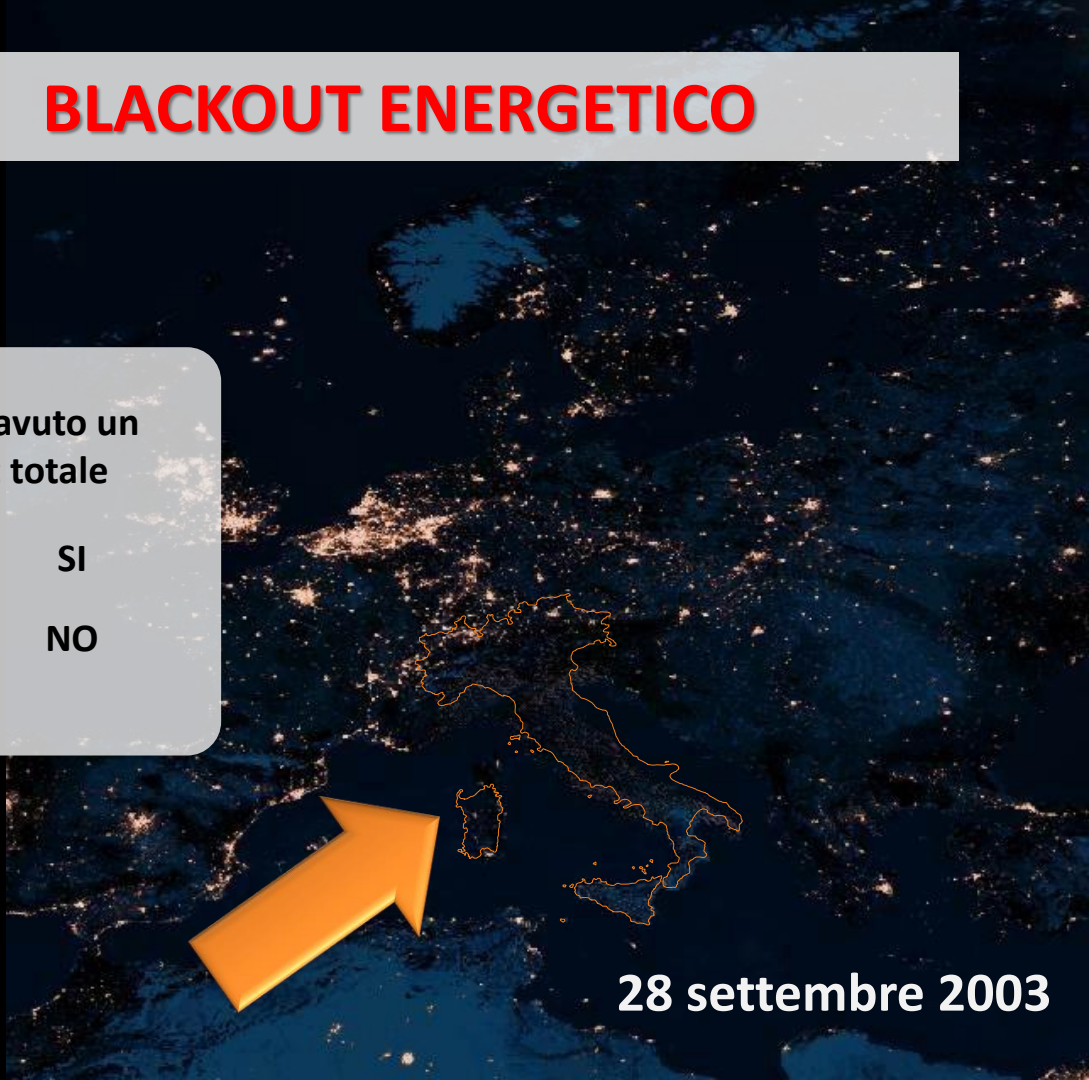 BLACKOUT ENERGETICO
avuto un
totale
SI
NO
28 settembre 2003